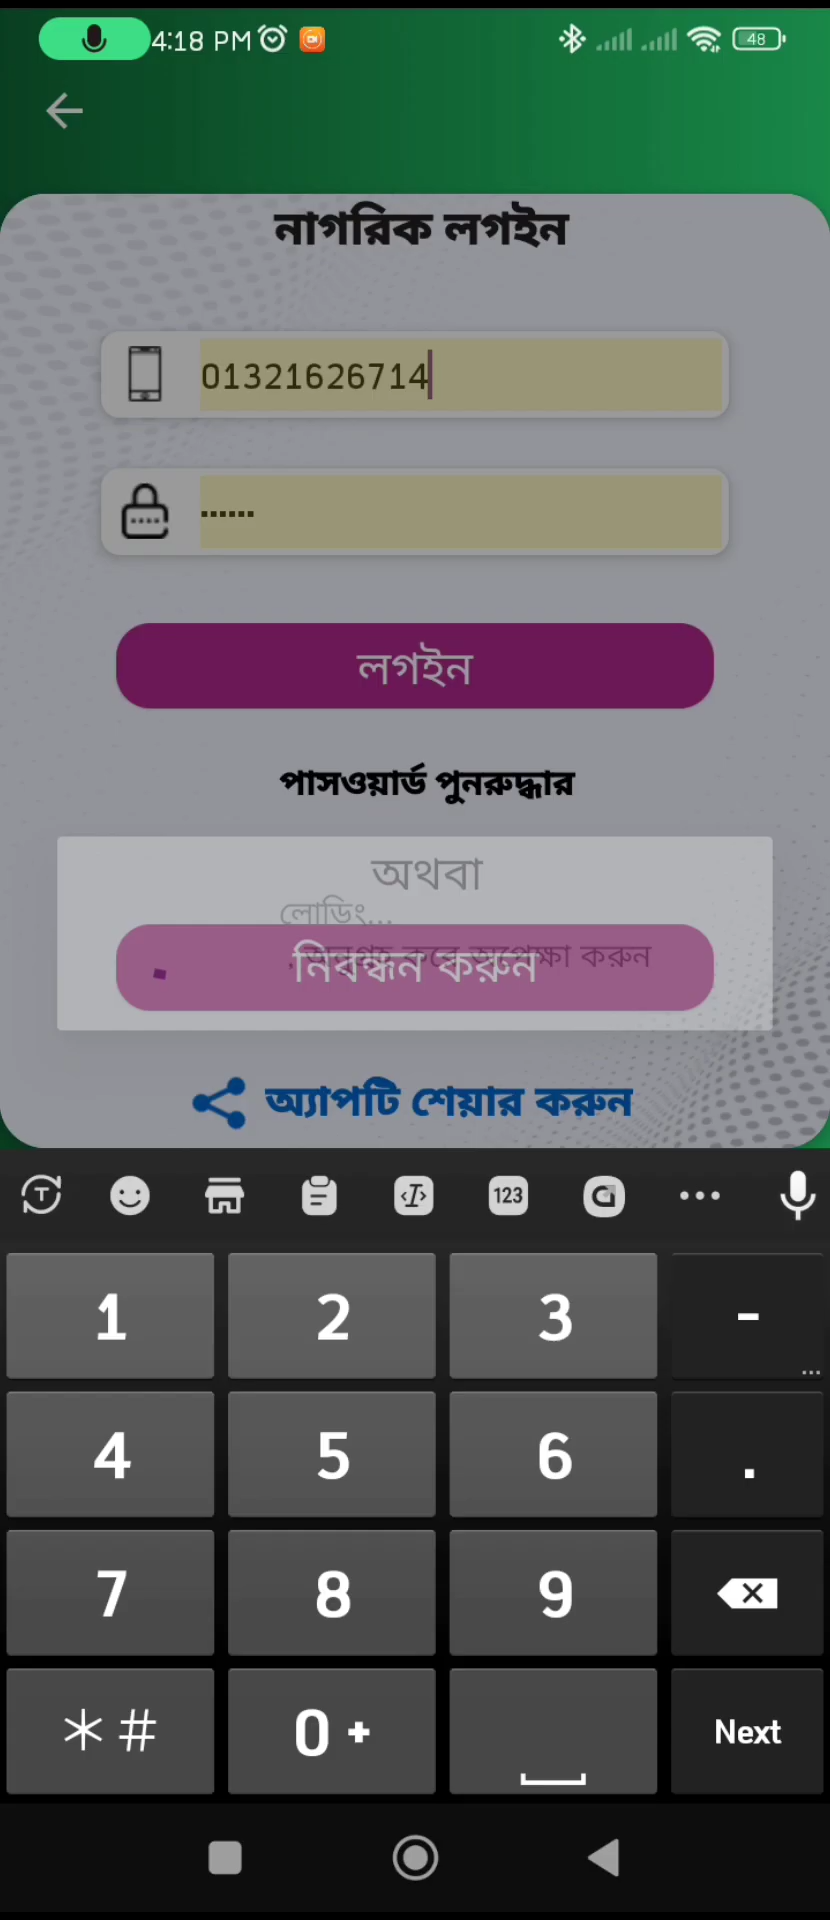 4:18 PM
48
নাগরিক লগইন
01321626714
••••••
লগইন
পাসওয়ার্ড পুনরুদ্ধার
অথবা
লোডিং...
, অনুগ্রহ করে অপেক্ষা করুন
নিবন্ধন করুন
অ্যাপটি শেয়ার করুন
T
I
123
1
2
3
-
...
4
5
6
.
7
8
9
*#
0 +
Next